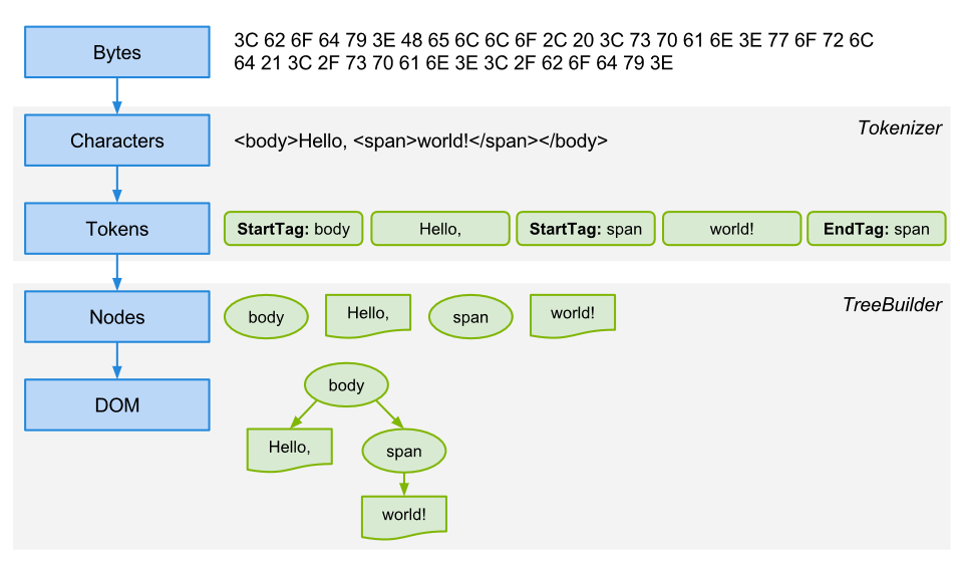 Bytes
3C 62 6F 64 79 3E 48 65 6C 6C 6F 2C 20 3C 73 70 61 6E 3E 77 6F 72 6C
64 21 3C 2F 73 70 61 6E 3E 3C 2F 62 6F 64 79 3E
Tokenizer
Characters
<body>Hello, <span>world!</span></body>
Tokens
StartTag: body
Hello,
StartTag: span
world!
EndTag: span
TreeBuilder
Nodes
body
Hello,
span
world!
DOM
body
Hello,
span
world!